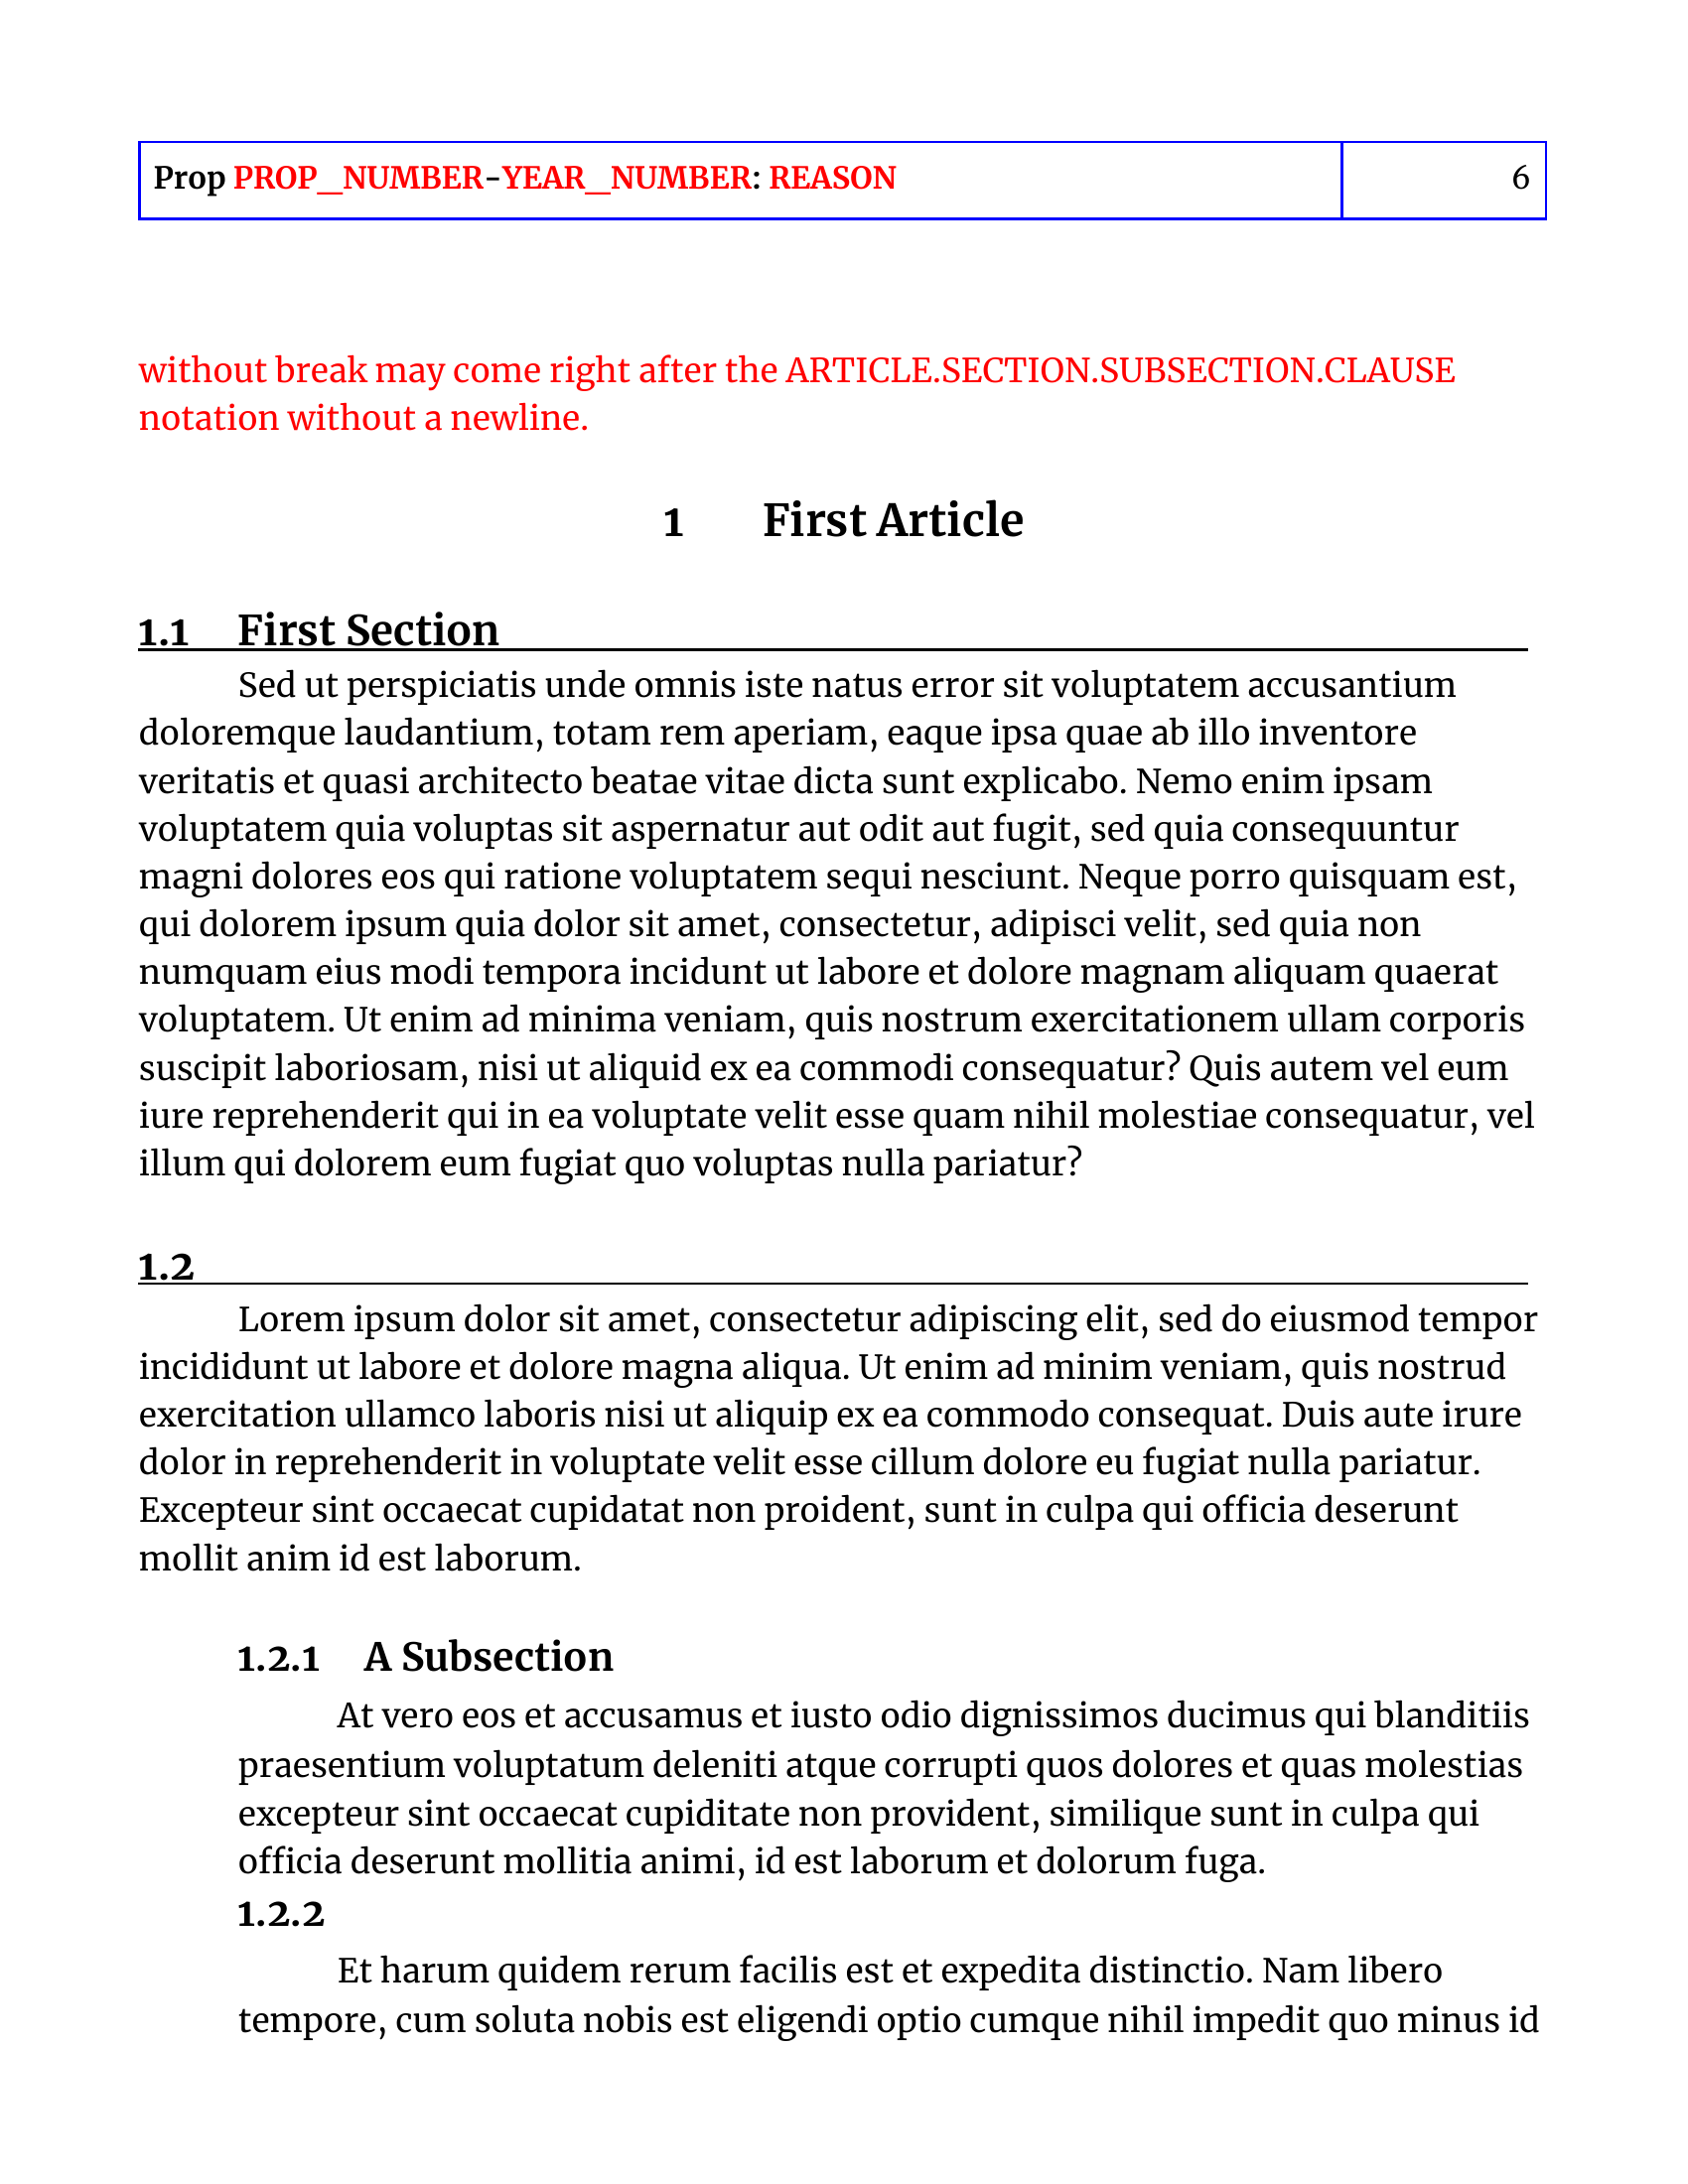 Prop PROP_NUMBER-YEAR_NUMBER: REASON 6
without break may come right after the ARTICLE.SECTION.SUBSECTION.CLAUSE
notation without a newline.
1 First Article
1.1 First Section
Sed ut perspiciatis unde omnis iste natus error sit voluptatem accusantium
doloremque laudantium, totam rem aperiam, eaque ipsa quae ab illo inventore
veritatis et quasi architecto beatae vitae dicta sunt explicabo. Nemo enim ipsam
voluptatem quia voluptas sit aspernatur aut odit aut fugit, sed quia consequuntur
magni dolores eos qui ratione voluptatem sequi nesciunt. Neque porro quisquam est,
qui dolorem ipsum quia dolor sit amet, consectetur, adipisci velit, sed quia non
numquam eius modi tempora incidunt ut labore et dolore magnam aliquam quaerat
voluptatem. Ut enim ad minima veniam, quis nostrum exercitationem ullam corporis
suscipit laboriosam, nisi ut aliquid ex ea commodi consequatur? Quis autem vel eum
iure reprehenderit qui in ea voluptate velit esse quam nihil molestiae consequatur, vel
illum qui dolorem eum fugiat quo voluptas nulla pariatur?
1.2
Lorem ipsum dolor sit amet, consectetur adipiscing elit, sed do eiusmod tempor
incididunt ut labore et dolore magna aliqua. Ut enim ad minim veniam, quis nostrud
exercitation ullamco laboris nisi ut aliquip ex ea commodo consequat. Duis aute irure
dolor in reprehenderit in voluptate velit esse cillum dolore eu fugiat nulla pariatur.
Excepteur sint occaecat cupidatat non proident, sunt in culpa qui officia deserunt
mollit anim id est laborum.
1.2.1 A Subsection
At vero eos et accusamus et iusto odio dignissimos ducimus qui blanditiis
praesentium voluptatum deleniti atque corrupti quos dolores et quas molestias
excepteur sint occaecat cupiditate non provident, similique sunt in culpa qui
officia deserunt mollitia animi, id est laborum et dolorum fuga.
1.2.2
Et harum quidem rerum facilis est et expedita distinctio. Nam libero
tempore, cum soluta nobis est eligendi optio cumque nihil impedit quo minus id